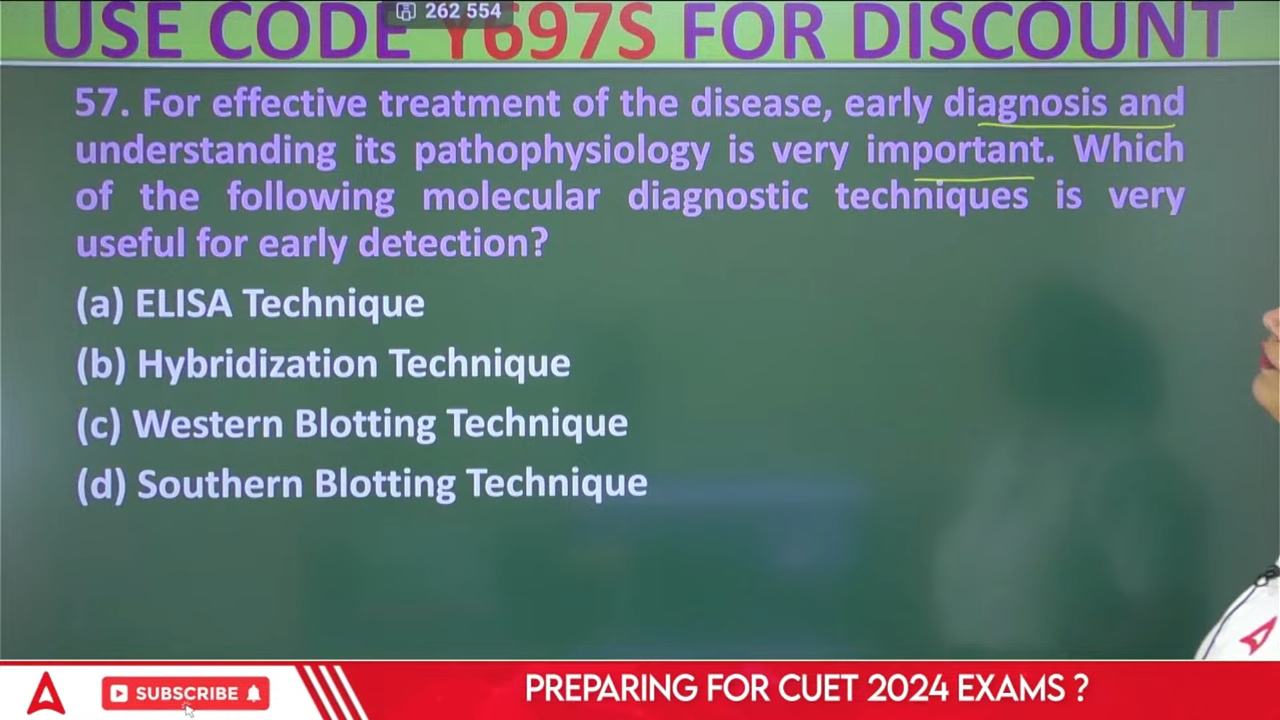 USE CODE Y697S FOR DISCOUNT
262 554
57. For effective treatment of the disease, early diagnosis and
understanding its pathophysiology is very important. Which
of the following molecular diagnostic techniques is very
useful for early detection?
(a) ELISA Technique
(b) Hybridization Technique
(c) Western Blotting Technique
(d) Southern Blotting Technique
SUBSCRIBE
PREPARING FOR CUET 2024 EXAMS ?